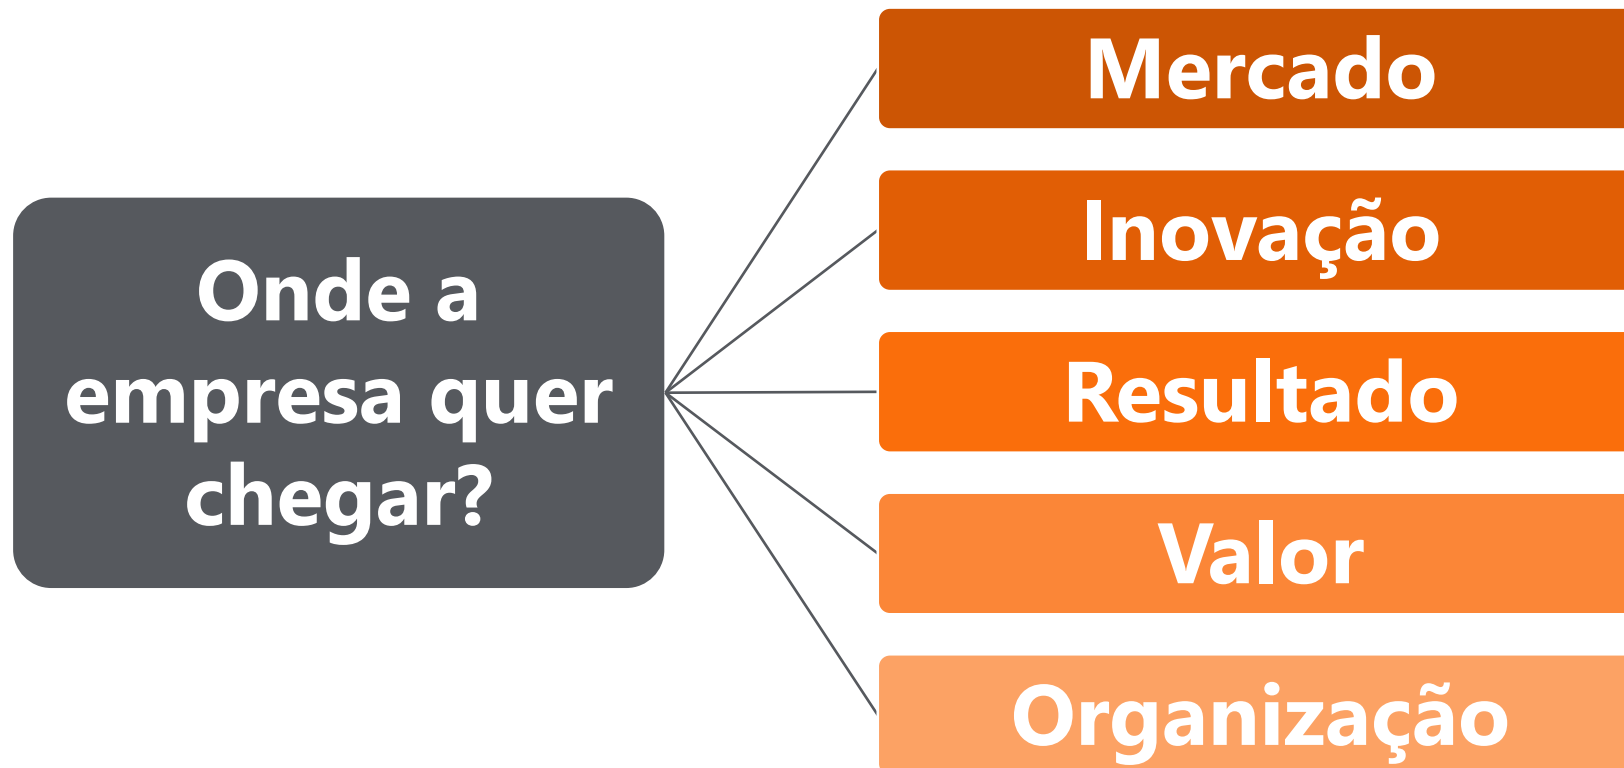 Onde a
empresa quer
chegar?
Mercado
Inovação
Resultado
Valor
Organização